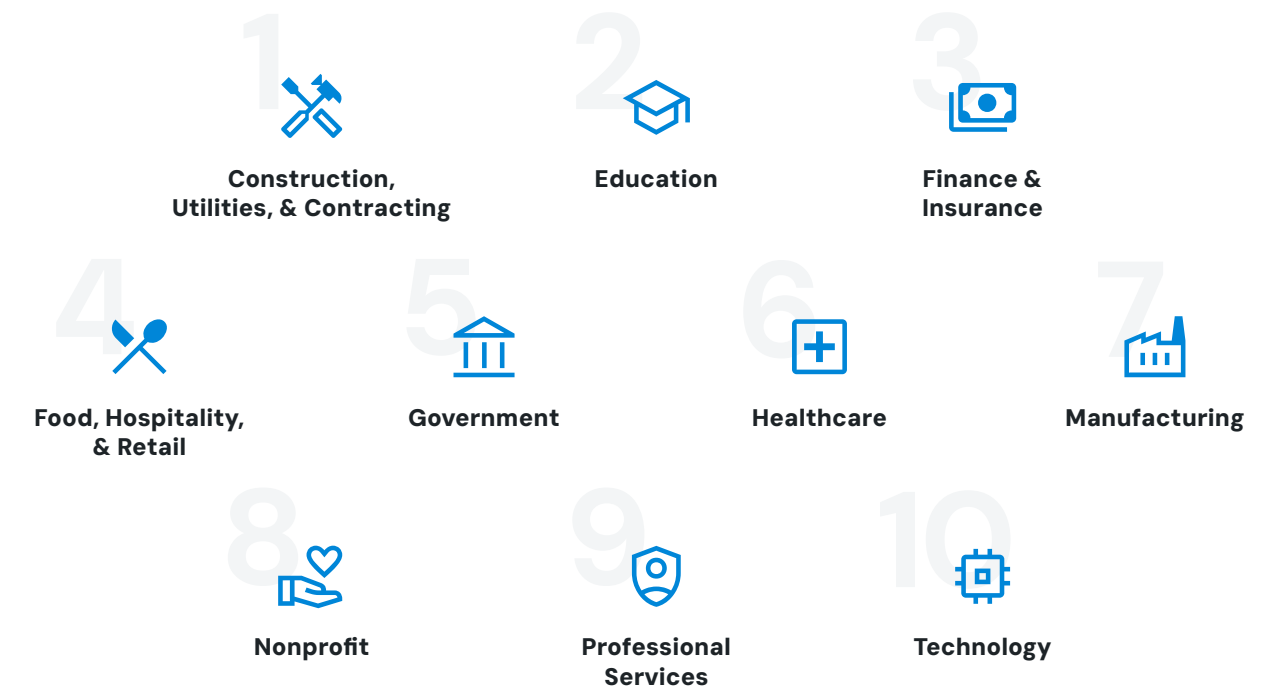 1
2
3
Construction,
Utilities, & Contracting
Education
Finance &
Insurance
4
5
6
7
Food, Hospitality,
& Retail
Government
Healthcare
Manufacturing
8
9
10
Nonprofit
Professional
Services
Technology